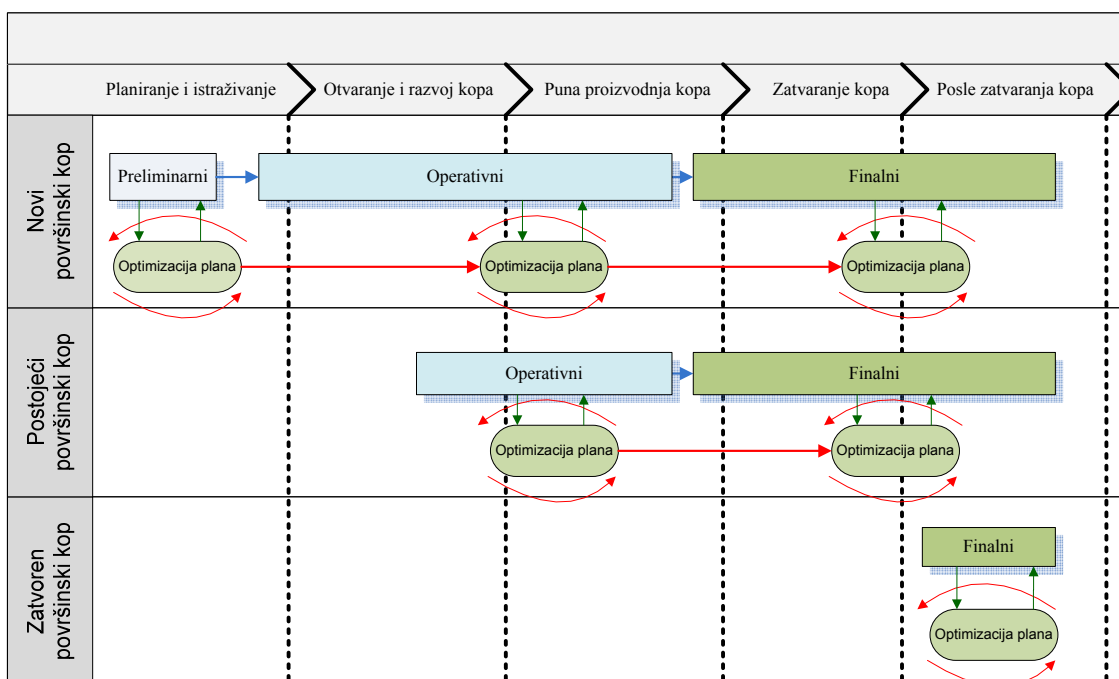 Planiranje i istraživanje
Otvaranje i razvoj kopa
Puna proizvodnja kopa
Zatvaranje kopa
Posle zatvaranja kopa
Novi
površinski kop
Preliminarni
Operativni
Finalni
Optimizacija plana
Optimizacija plana
Optimizacija plana
Postojeći
površinski kop
Operativni
Finalni
Optimizacija plana
Optimizacija plana
Zatvoren
površinski kop
Finalni
Optimizacija plana